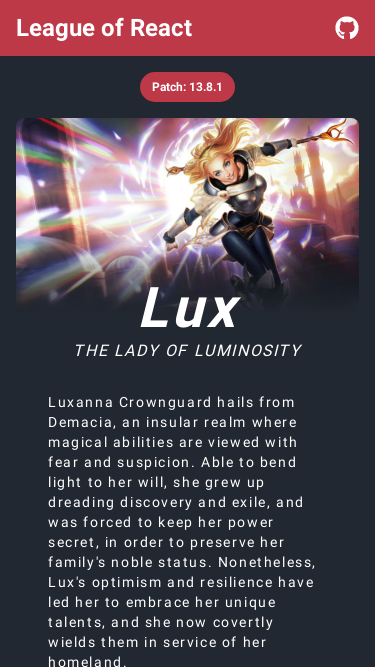 League of React
Patch: 13.8.1
Lux
THE LADY OF LUMINOSITY
Luxanna Crownguard hails from
Demacia, an insular realm where
magical abilities are viewed with
fear and suspicion. Able to bend
light to her will, she grew up
dreading discovery and exile, and
was forced to keep her power
secret, in order to preserve her
family's noble status. Nonetheless,
Lux's optimism and resilience have
led her to embrace her unique
talents, and she now covertly
wields them in service of her
homeland.